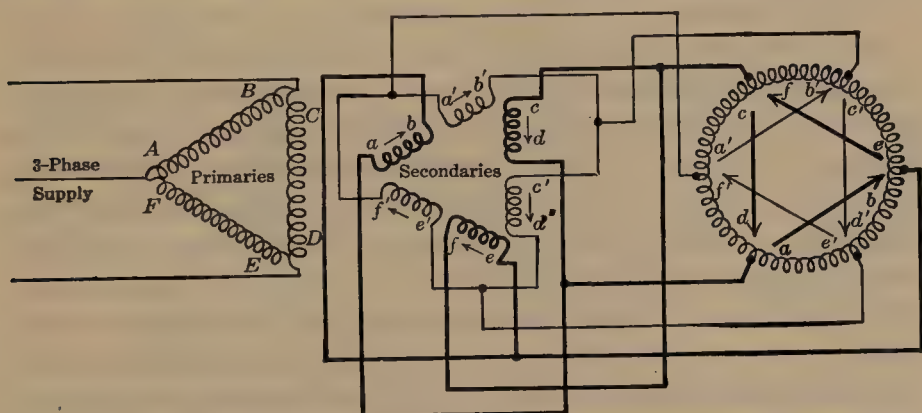 B
C
A
3-Phase
Supply
Primaries
F
D
E
a'
b'
a
b
c
d
Secondaries
c'
d'
f'
e'
f
e
f
b'
c
c'
a'
e
f'
b
d
d'
a
e'